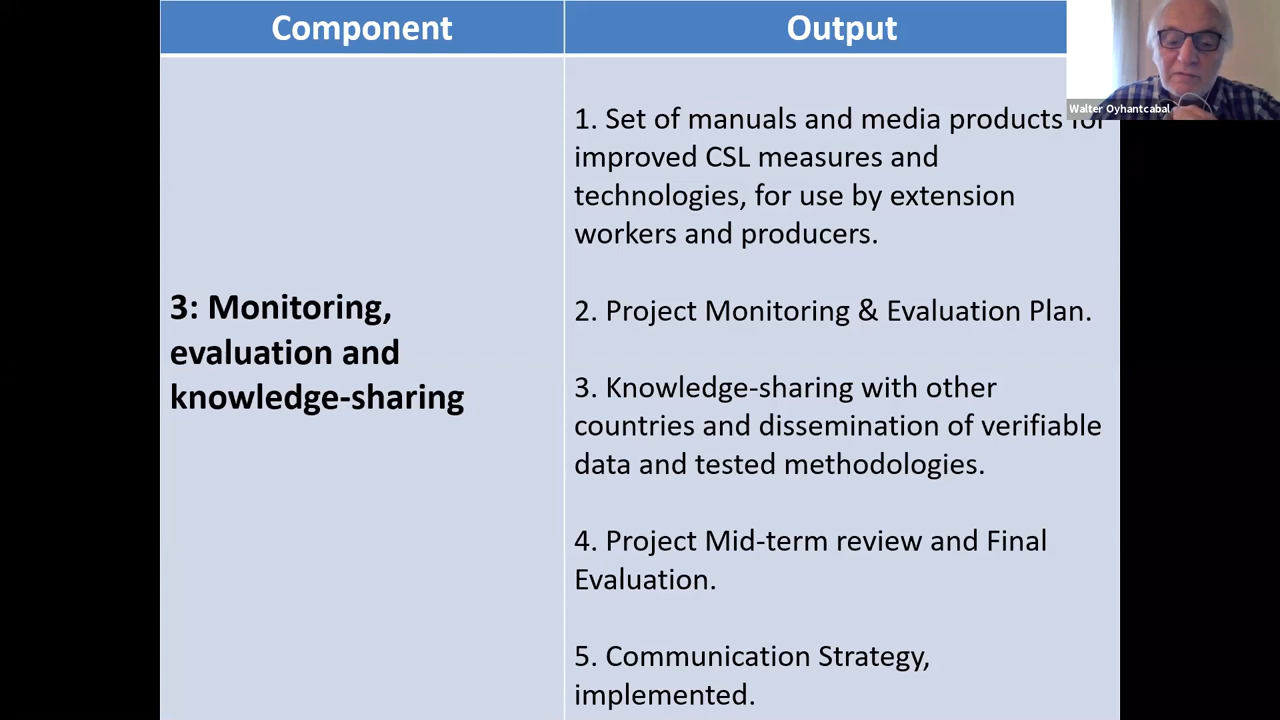 Component
Output
Walter Oyhantcabal
1. Set of manuals and media products for
improved CSL measures and
technologies, for use by extension
workers and producers.
2. Project Monitoring & Evaluation Plan.
3: Monitoring,
evaluation and
knowledge-sharing
3. Knowledge-sharing with other
countries and dissemination of verifiable
data and tested methodologies.
4. Project Mid-term review and Final
Evaluation.
5. Communication Strategy,
implemented.